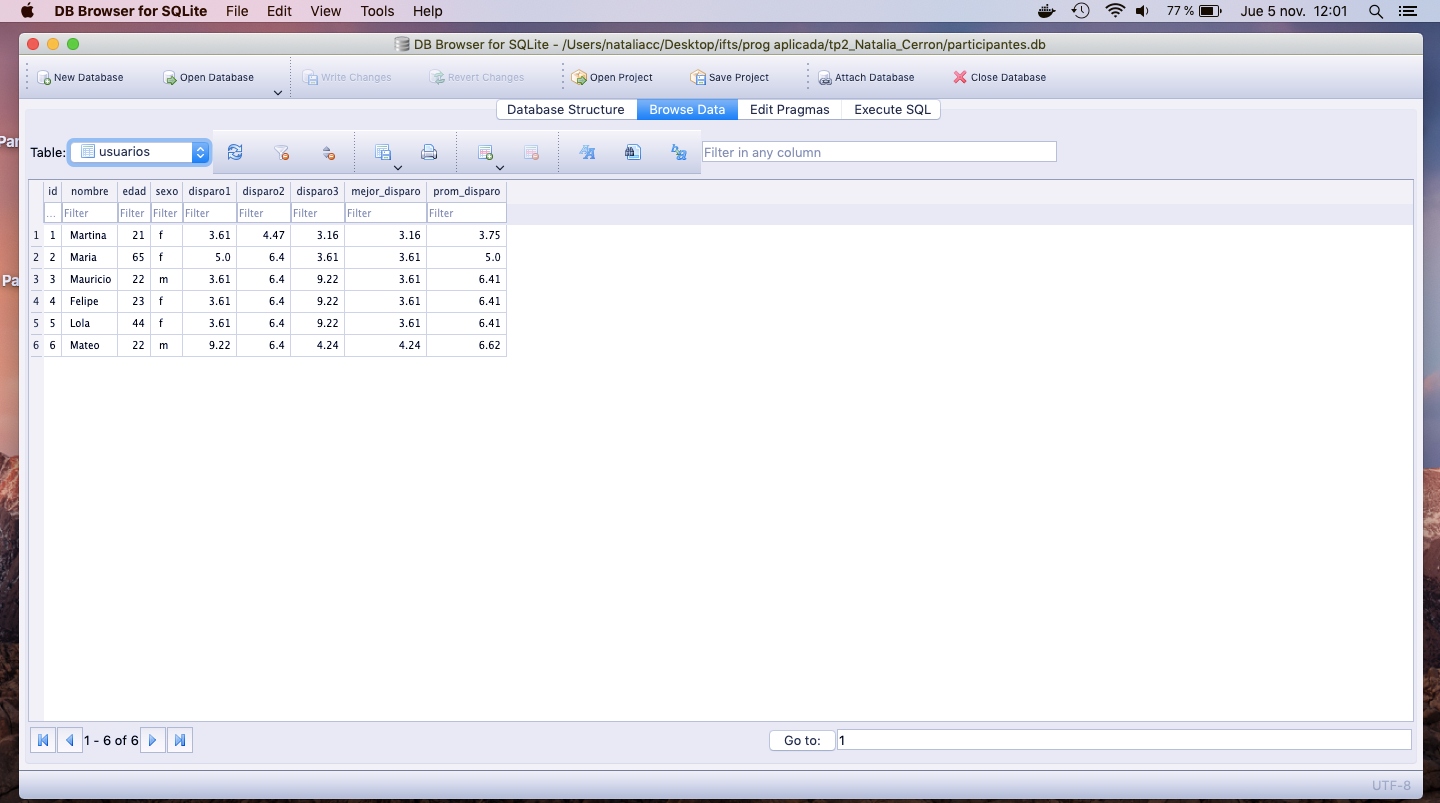 DB Browser for SQLite File Edit View Tools Help 77 % Jue 5 nov. 12:01
DB Browser for SQLite - /Users/nataliacc/Desktop/ifts/prog aplicada/tp2_Natalia_Cerron/participantes.db
New Database Open Database Write Changes Revert Changes Open Project Save Project Attach Database Close Database
Database Structure Browse Data Edit Pragmas Execute SQL
Table: usuarios Filter in any column
id nombre edad sexo disparo1 disparo2 disparo3 mejor_disparo prom_disparo
... Filter Filter Filter Filter Filter Filter Filter Filter
1 1 Martina 21 f 3.61 4.47 3.16 3.16 3.75
2 2 Maria 65 f 5.0 6.4 3.61 3.61 5.0
3 3 Mauricio 22 m 3.61 6.4 9.22 3.61 6.41
4 4 Felipe 23 f 3.61 6.4 9.22 3.61 6.41
5 5 Lola 44 f 3.61 6.4 9.22 3.61 6.41
6 6 Mateo 22 m 9.22 6.4 4.24 4.24 6.62
Par
Pa
1 - 6 of 6 Go to: 1
UTF-8